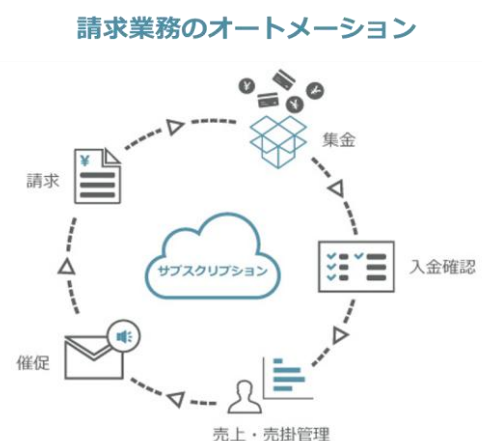 請求業務のオートメーション
集金
請求
¥
サブスクリプション
入金確認
催促
売上・売掛管理